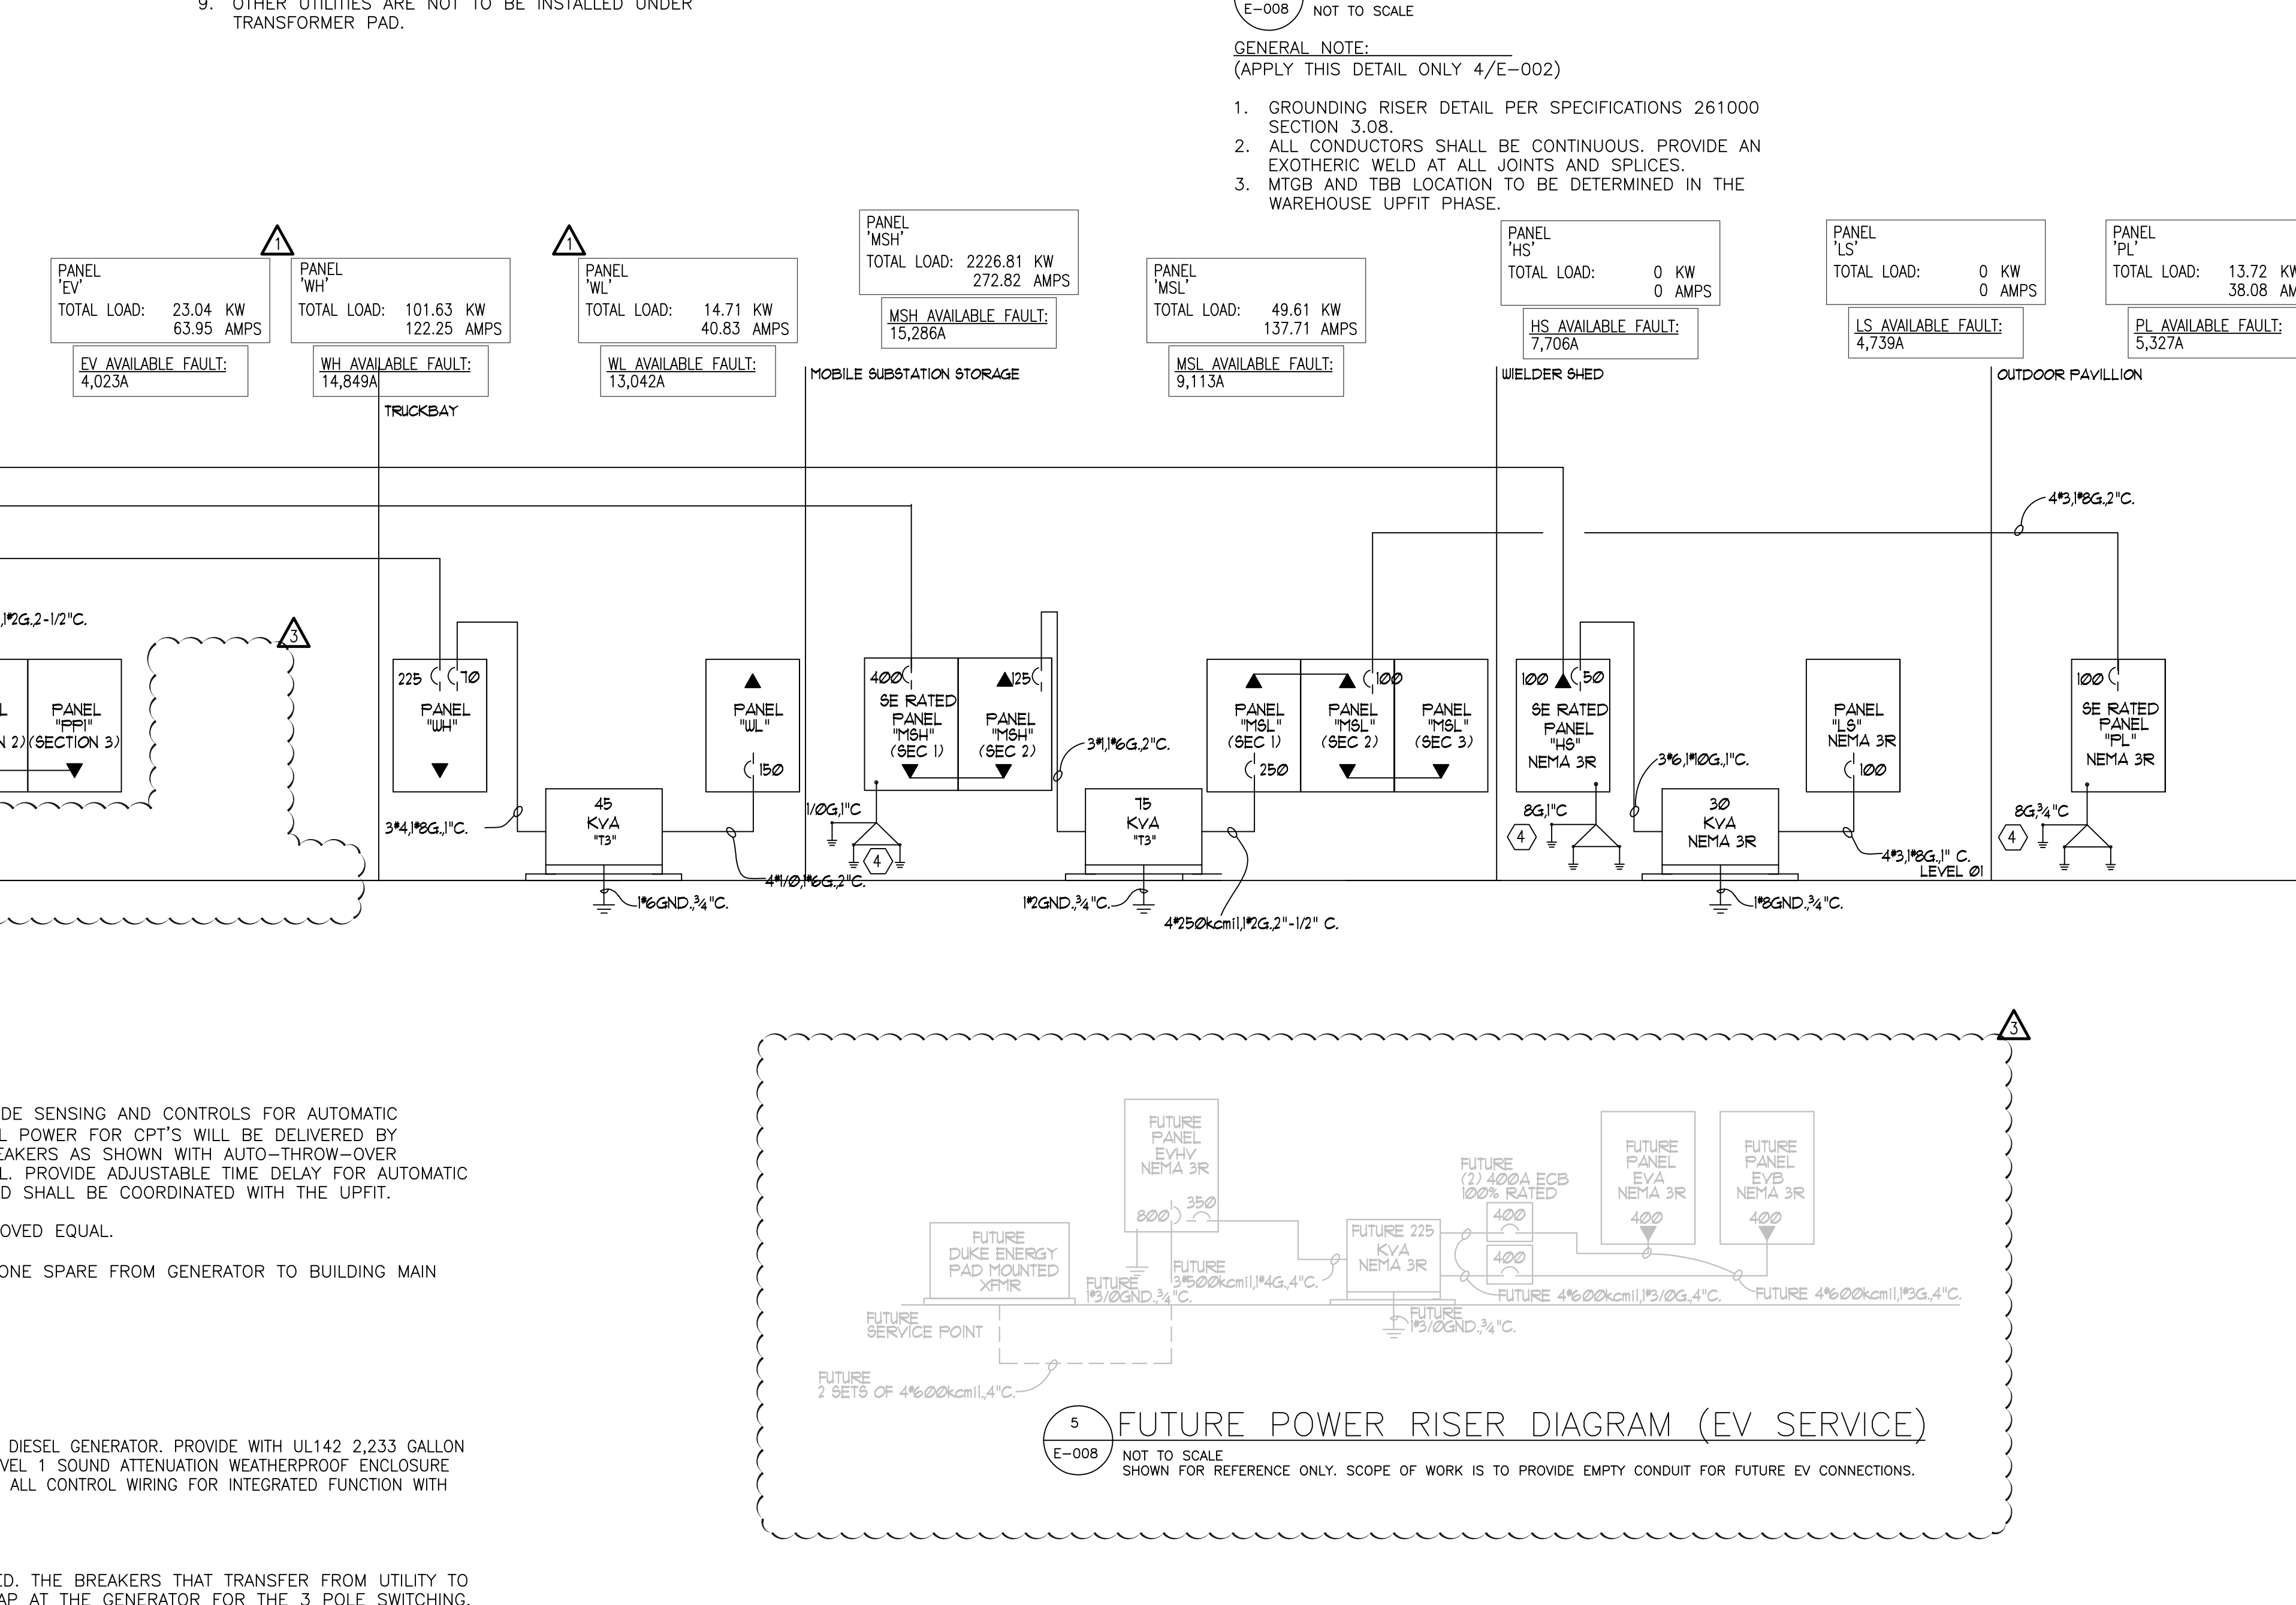 9. OTHER UTILITIES ARE NOT TO BE INSTALLED UNDER
TRANSFORMER PAD.
E-008
NOT TO SCALE
GENERAL NOTE:
(APPLY THIS DETAIL ONLY 4/E-002)
1. GROUNDING RISER DETAIL PER SPECIFICATIONS 261000
SECTION 3.08.
2. ALL CONDUCTORS SHALL BE CONTINUOUS. PROVIDE AN
EXOTHERIC WELD AT ALL JOINTS AND SPLICES.
3. MTGB AND TBB LOCATION TO BE DETERMINED IN THE
WAREHOUSE UPFIT PHASE.
PANEL
'EV'
TOTAL LOAD: 23.04 KW
63.95 AMPS
EV AVAILABLE FAULT:
4,023A
1
PANEL
'WH'
TOTAL LOAD: 101.63 KW
122.25 AMPS
WH AVAILABLE FAULT:
14,849A
1
PANEL
'WL'
TOTAL LOAD: 14.71 KW
40.83 AMPS
WL AVAILABLE FAULT:
13,042A
PANEL
'MSH'
TOTAL LOAD: 2226.81 KW
272.82 AMPS
MSH AVAILABLE FAULT:
15,286A
PANEL
'MSL'
TOTAL LOAD: 49.61 KW
137.71 AMPS
MSL AVAILABLE FAULT:
9,113A
PANEL
'HS'
TOTAL LOAD: 0 KW
0 AMPS
HS AVAILABLE FAULT:
7,706A
PANEL
'LS'
TOTAL LOAD: 0 KW
0 AMPS
LS AVAILABLE FAULT:
4,739A
PANEL
'PL'
TOTAL LOAD: 13.72
38.08
PL AVAILABLE FAULT:
5,327A
TRUCKBAY
MOBILE SUBSTATION STORAGE
WIELDER SHED
OUTDOOR PAVILLION
4#3,1#8G.,2"C.
,1#2G.,2-1/2"C.
3
2)
PANEL
"PP1"
(SECTION 3)
225
70
PANEL
"WH"
3#4,1#8G.,1"C.
45
KVA
"T3"
1#6GND.,3/4"C.
PANEL
"WL"
150
4#1/0,1#6G.,2"C.
400
SE RATED
PANEL
"MSH"
(SEC 1)
125
PANEL
"MSH"
(SEC 2)
1/0G,1"C
4
3#1,1#6G.,2"C.
75
KVA
"T3"
1#2GND.,3/4"C.
4#250kcmil,1#2G.,2"-1/2" C.
PANEL
"MSL"
(SEC 1)
250
100
PANEL
"MSL"
(SEC 2)
PANEL
"MSL"
(SEC 3)
100
50
SE RATED
PANEL
"HS"
NEMA 3R
8G,1"C
4
3#6,1#10G.,1"C.
30
KVA
NEMA 3R
1#8GND.,3/4"C.
PANEL
"LS"
NEMA 3R
100
4#3,1#8G.,1" C.
LEVEL 01
100
SE RATED
PANEL
"PL"
NEMA 3R
8G,3/4"C
4
DE SENSING AND CONTROLS FOR AUTOMATIC
L POWER FOR CPT'S WILL BE DELIVERED BY
EAKERS AS SHOWN WITH AUTO-THROW-OVER
L. PROVIDE ADJUSTABLE TIME DELAY FOR AUTOMATIC
D SHALL BE COORDINATED WITH THE UPFIT.
OVED EQUAL.
ONE SPARE FROM GENERATOR TO BUILDING MAIN
DIESEL GENERATOR. PROVIDE WITH UL142 2,233 GALLON
VEL 1 SOUND ATTENUATION WEATHERPROOF ENCLOSURE
ALL CONTROL WIRING FOR INTEGRATED FUNCTION WITH
ED. THE BREAKERS THAT TRANSFER FROM UTILITY TO
AP AT THE GENERATOR FOR THE 3 POLE SWITCHING.
3
FUTURE
DUKE ENERGY
PAD MOUNTED
XFMR
FUTURE
SERVICE POINT
FUTURE
2 SETS OF 4#600kcmil.,4"C.
FUTURE
PANEL
EVHV
NEMA 3R
800
350
FUTURE
1#3/0GND.,3/4"C.
FUTURE
3#500kcmil,1#4G.,4"C.
FUTURE 225
KVA
NEMA 3R
FUTURE
1#3/0GND.,3/4"C.
FUTURE
(2) 400A ECB
100% RATED
400
400
FUTURE 4#600kcmil,1#3/0G.,4"C.
FUTURE
PANEL
EVA
NEMA 3R
400
FUTURE
PANEL
EVB
NEMA 3R
400
FUTURE 4#600kcmil,1#3G.,4"C.
5
E-008
FUTURE POWER RISER DIAGRAM (EV SERVICE)
NOT TO SCALE
SHOWN FOR REFERENCE ONLY. SCOPE OF WORK IS TO PROVIDE EMPTY CONDUIT FOR FUTURE EV CONNECTIONS.